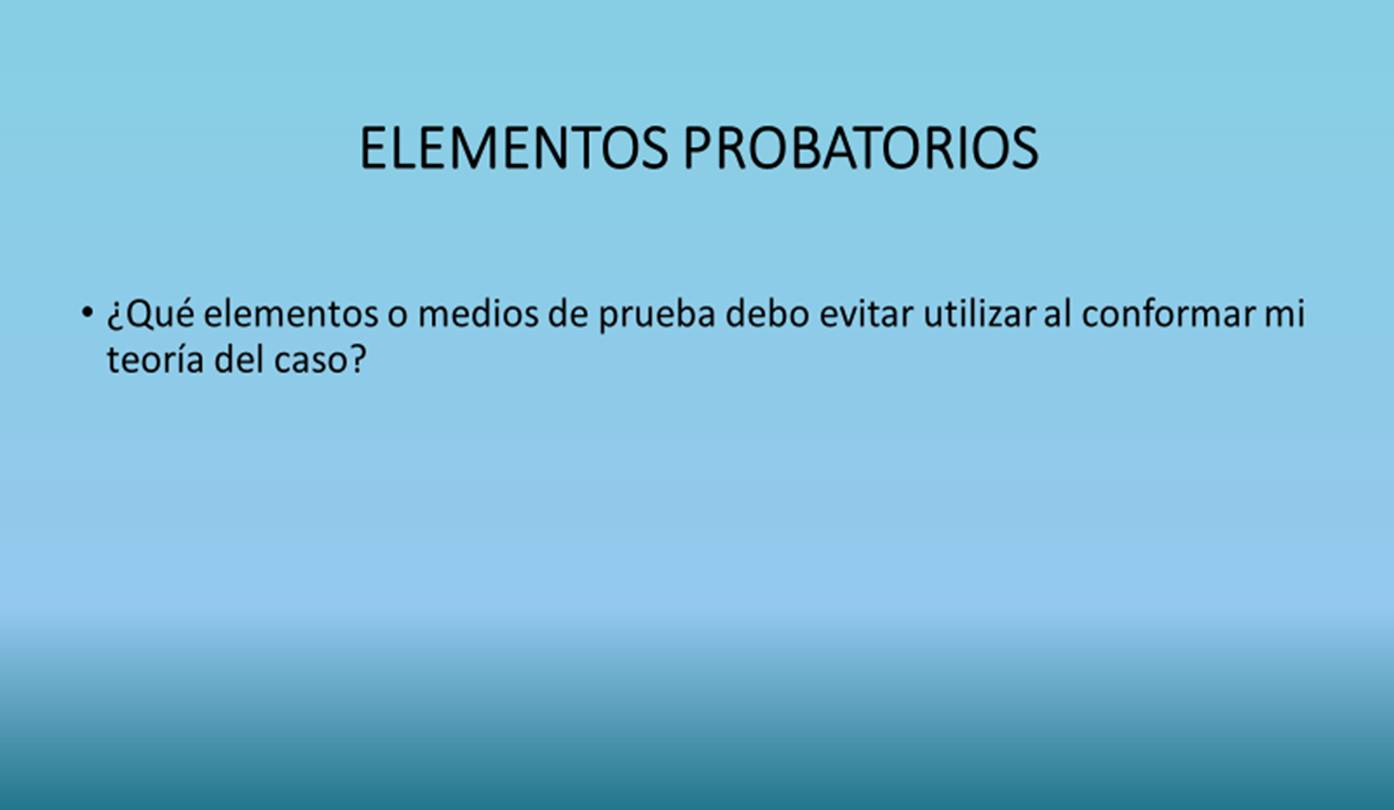 ELEMENTOS PROBATORIOS
• ¿Qué elementos o medios de prueba debo evitar utilizar al conformar mi
teoría del caso?